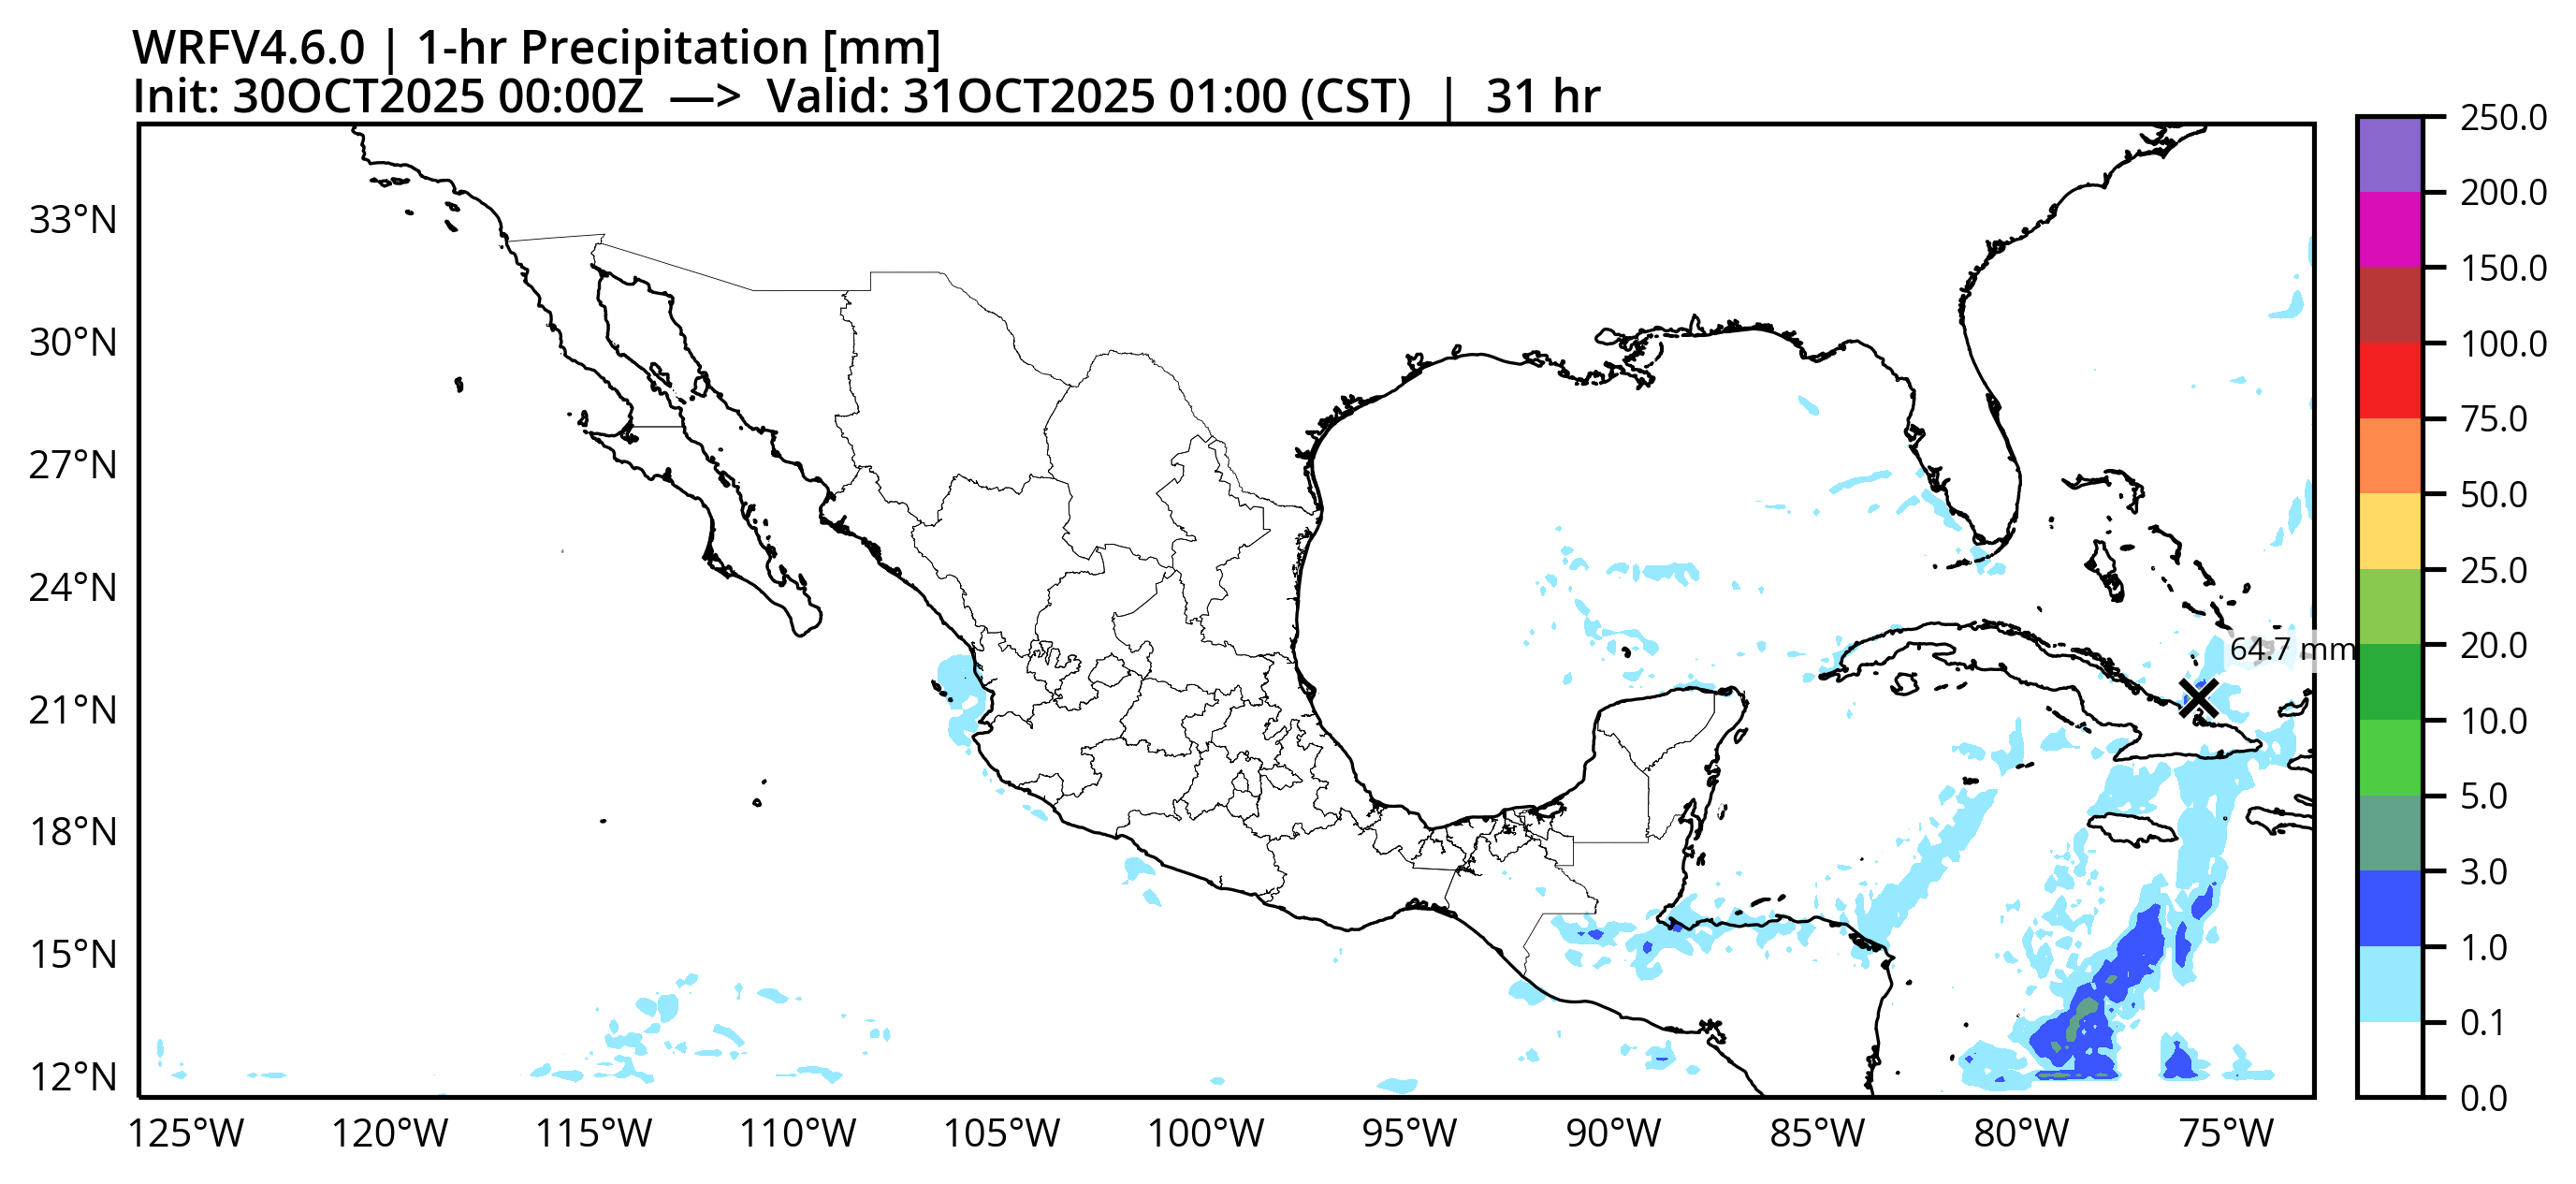 WRFV4.6.0 | 1-hr Precipitation [mm]
Init: 30OCT2025 00:00Z —> Valid: 31OCT2025 01:00 (CST) | 31 hr
33°N
30°N
27°N
24°N
21°N
18°N
15°N
12°N
125°W 120°W 115°W 110°W 105°W 100°W 95°W 90°W 85°W 80°W 75°W
64.7 mm
250.0
200.0
150.0
100.0
75.0
50.0
25.0
20.0
10.0
5.0
3.0
1.0
0.1
0.0